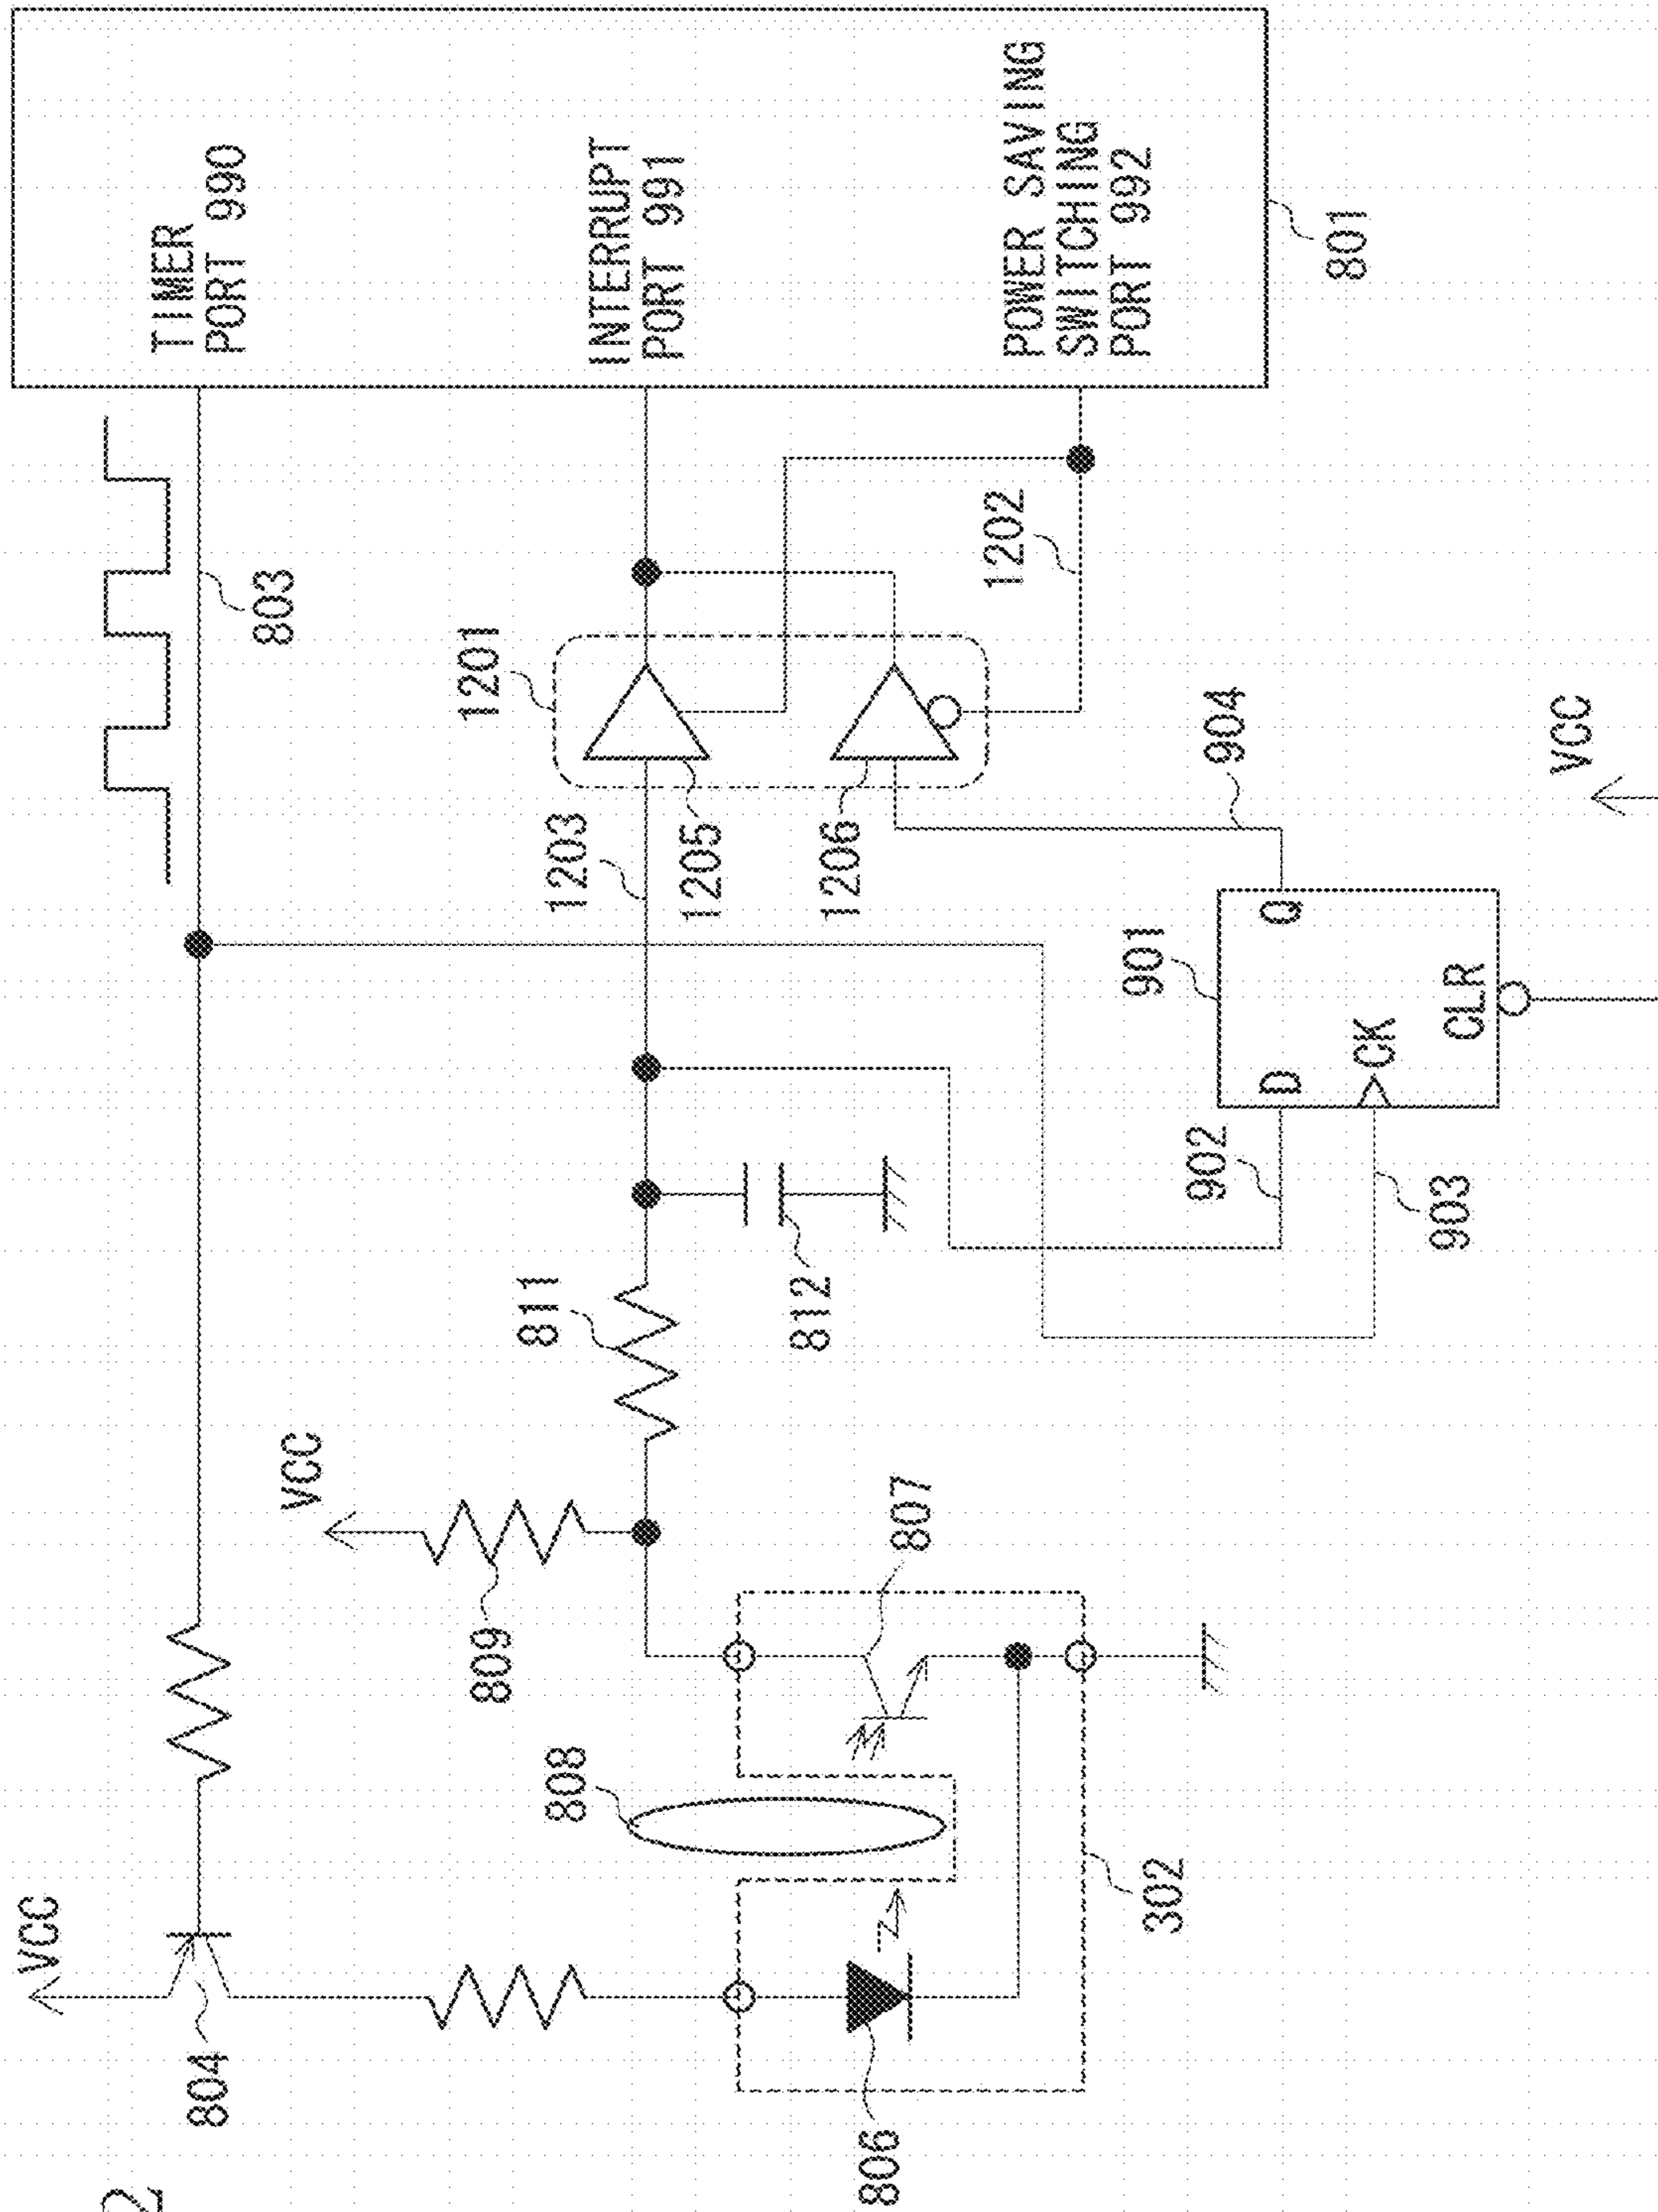 2
VCC
804
803
TIMER
PORT 990
VCC
809
811
1203
1201
INTERRUPT
PORT 991
808
812
1205
1206
1202
POWER SAVING
SWITCHING
PORT 992
806
807
302
902
903
901
D
CK
Q
CLR
904
801
VCC